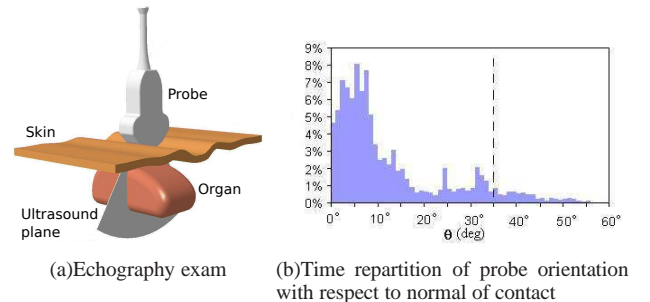 Probe
Skin
Organ
Ultrasound
plane
(a)Echography exam
9%
8%
7%
6%
5%
4%
3%
2%
1%
0%
0° 10° 20° 30° 40° 50° 60°
θ (deg)
(b)Time repartition of probe orientation
with respect to normal of contact